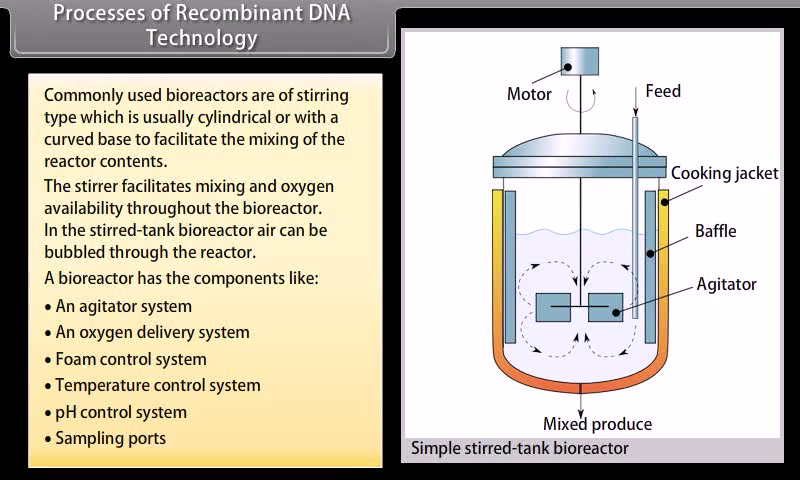 Processes of Recombinant DNA
Technology
Commonly used bioreactors are of stirring
type which is usually cylindrical or with a
curved base to facilitate the mixing of the
reactor contents.
The stirrer facilitates mixing and oxygen
availability throughout the bioreactor.
In the stirred-tank bioreactor air can be
bubbled through the reactor.
A bioreactor has the components like:
• An agitator system
• An oxygen delivery system
• Foam control system
• Temperature control system
• pH control system
• Sampling ports
Motor
Feed
Cooking jacket
Baffle
Agitator
Mixed produce
Simple stirred-tank bioreactor